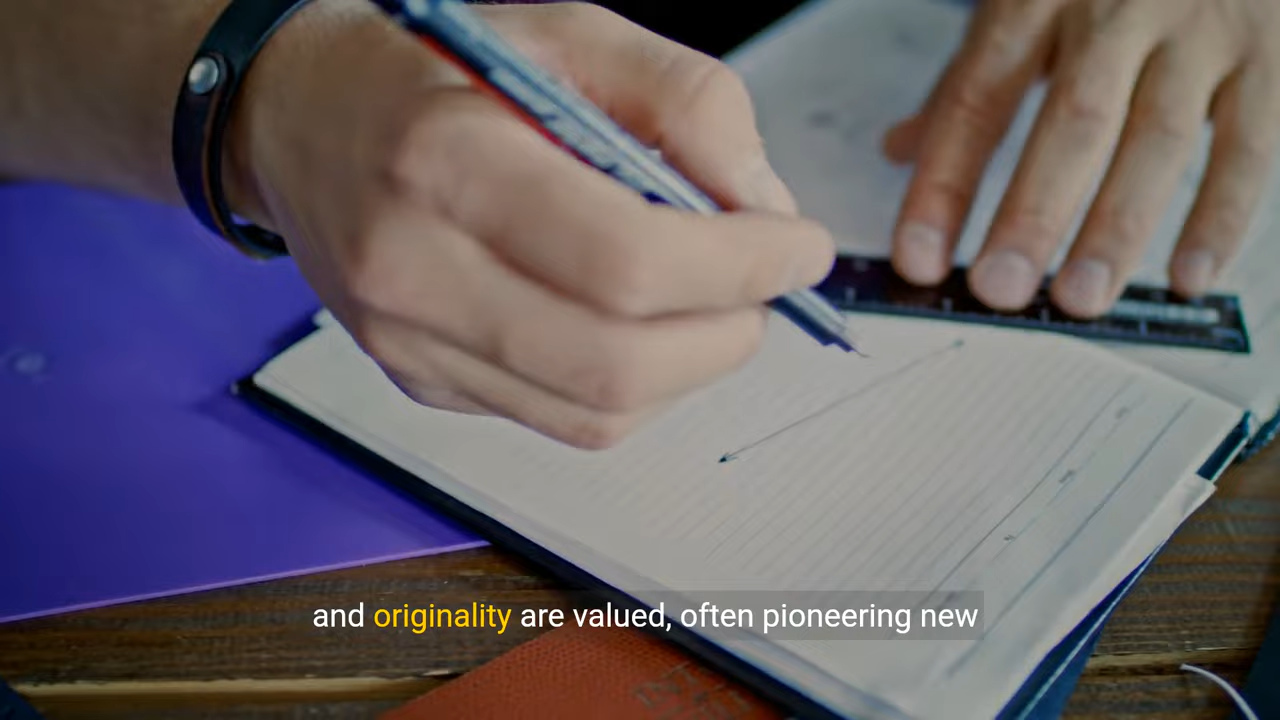 and originality are valued, often pioneering new